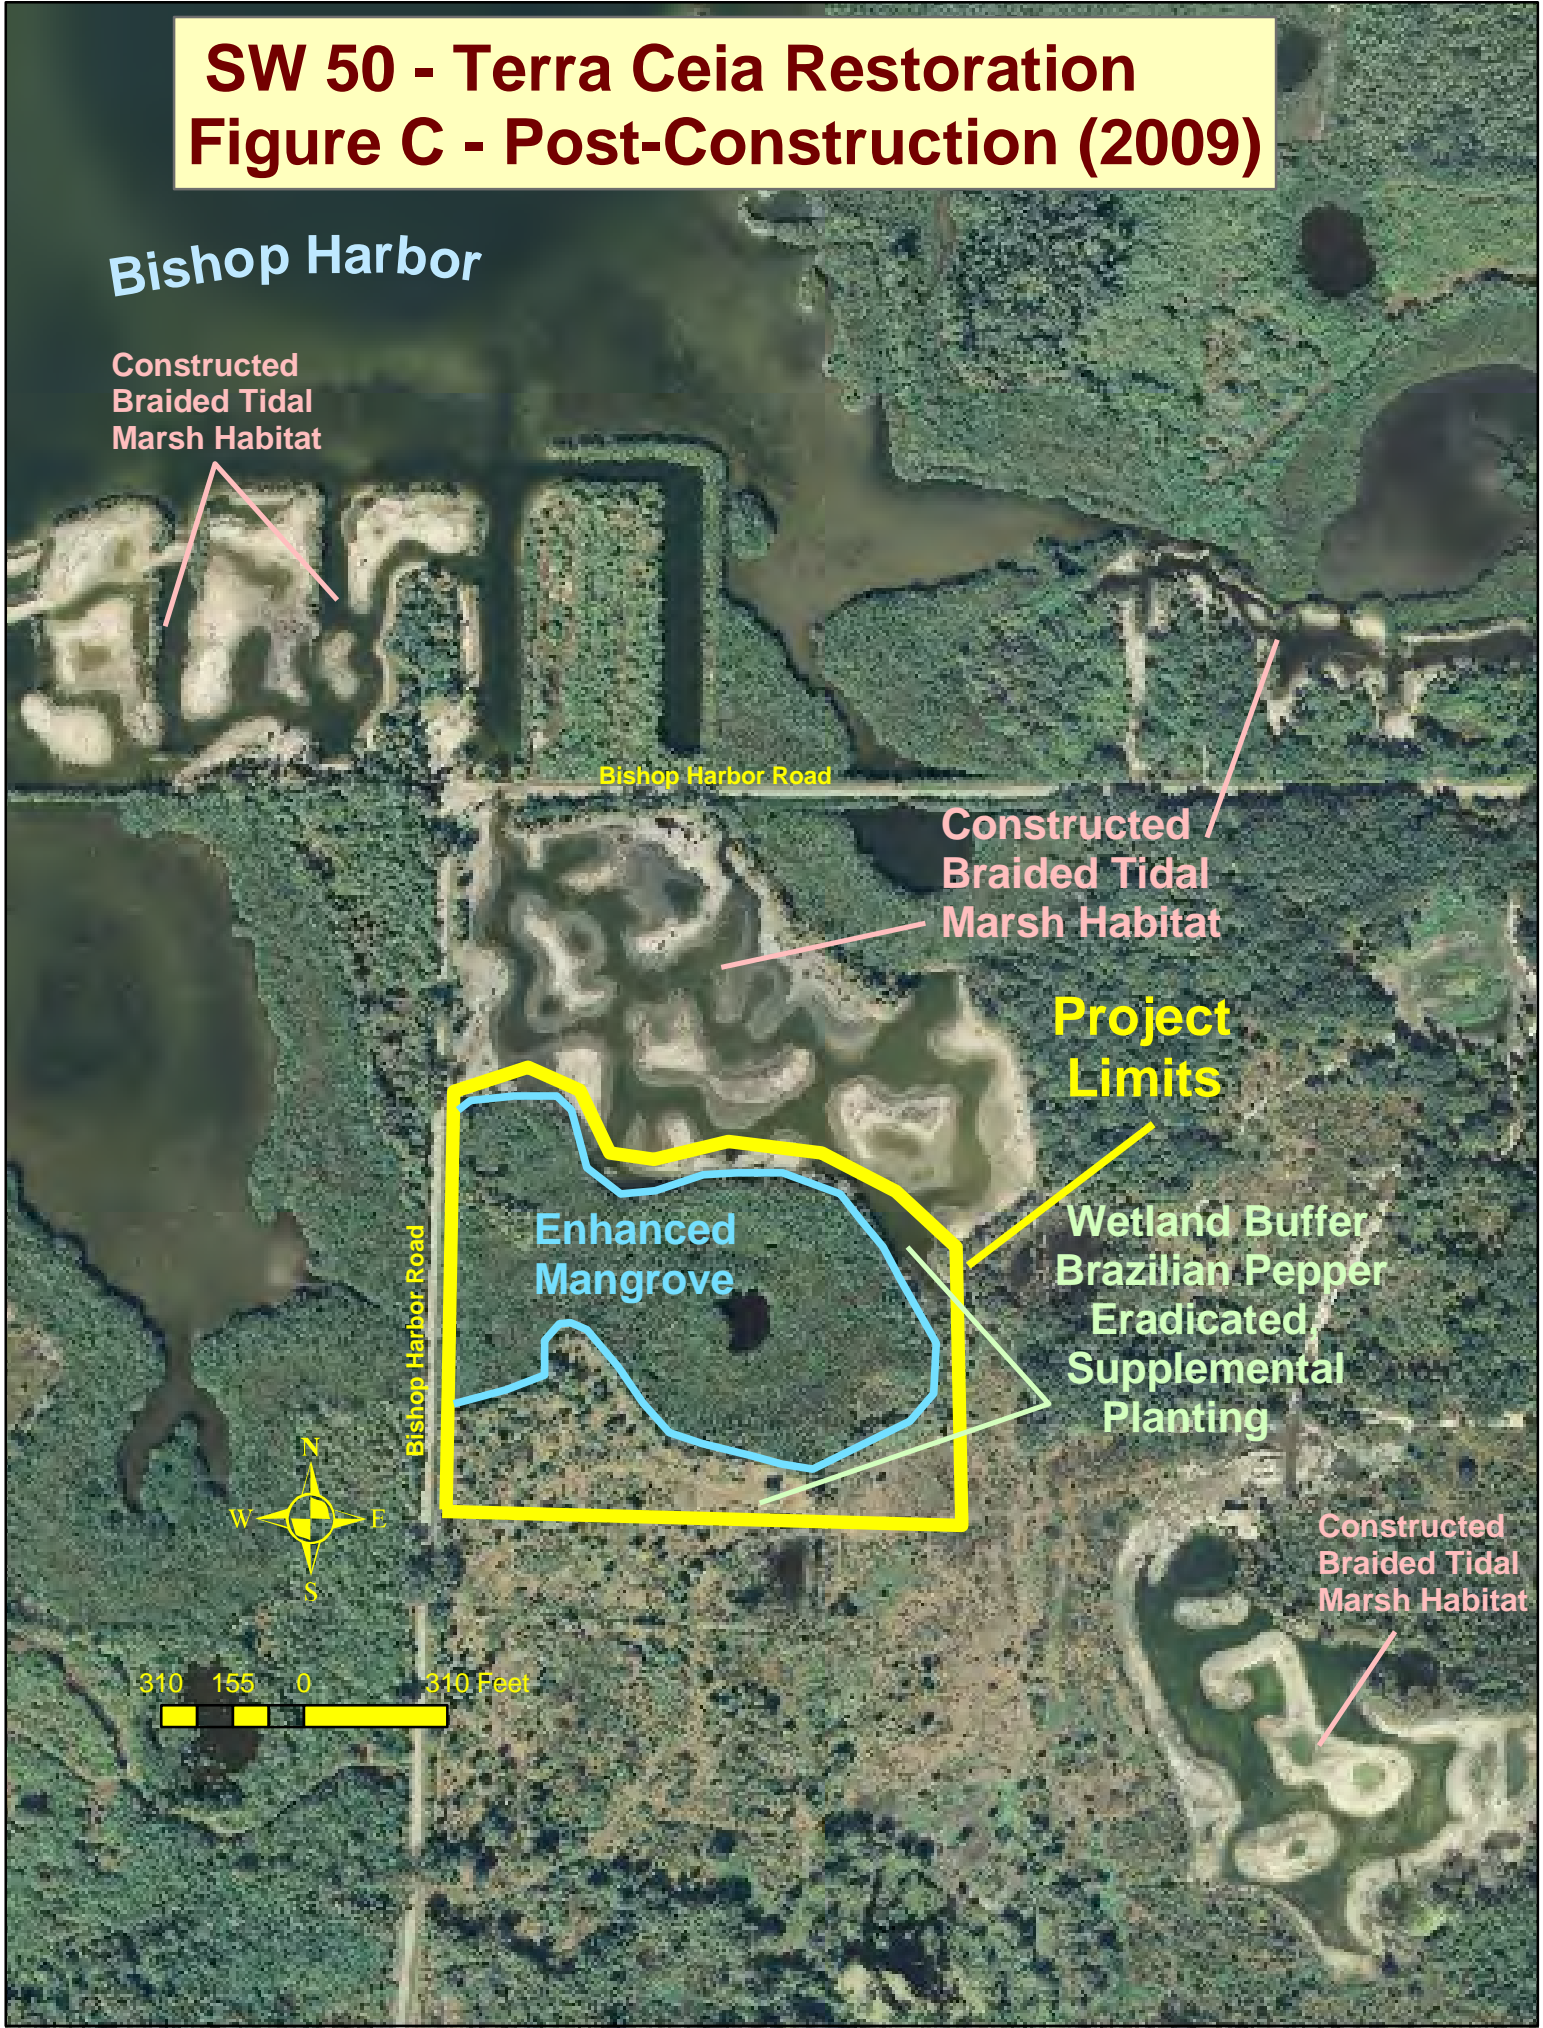 SW 50 - Terra Ceia Restoration
Figure C - Post-Construction (2009)
Bishop Harbor
Constructed
Braided Tidal
Marsh Habitat
Bishop Harbor Road
Constructed
Braided Tidal
Marsh Habitat
Project
Limits
Enhanced
Mangrove
Wetland Buffer
Brazilian Pepper
Eradicated,
Supplemental
Planting
Bishop Harbor Road
N
W E
S
Constructed
Braided Tidal
Marsh Habitat
310 155 0 310 Feet